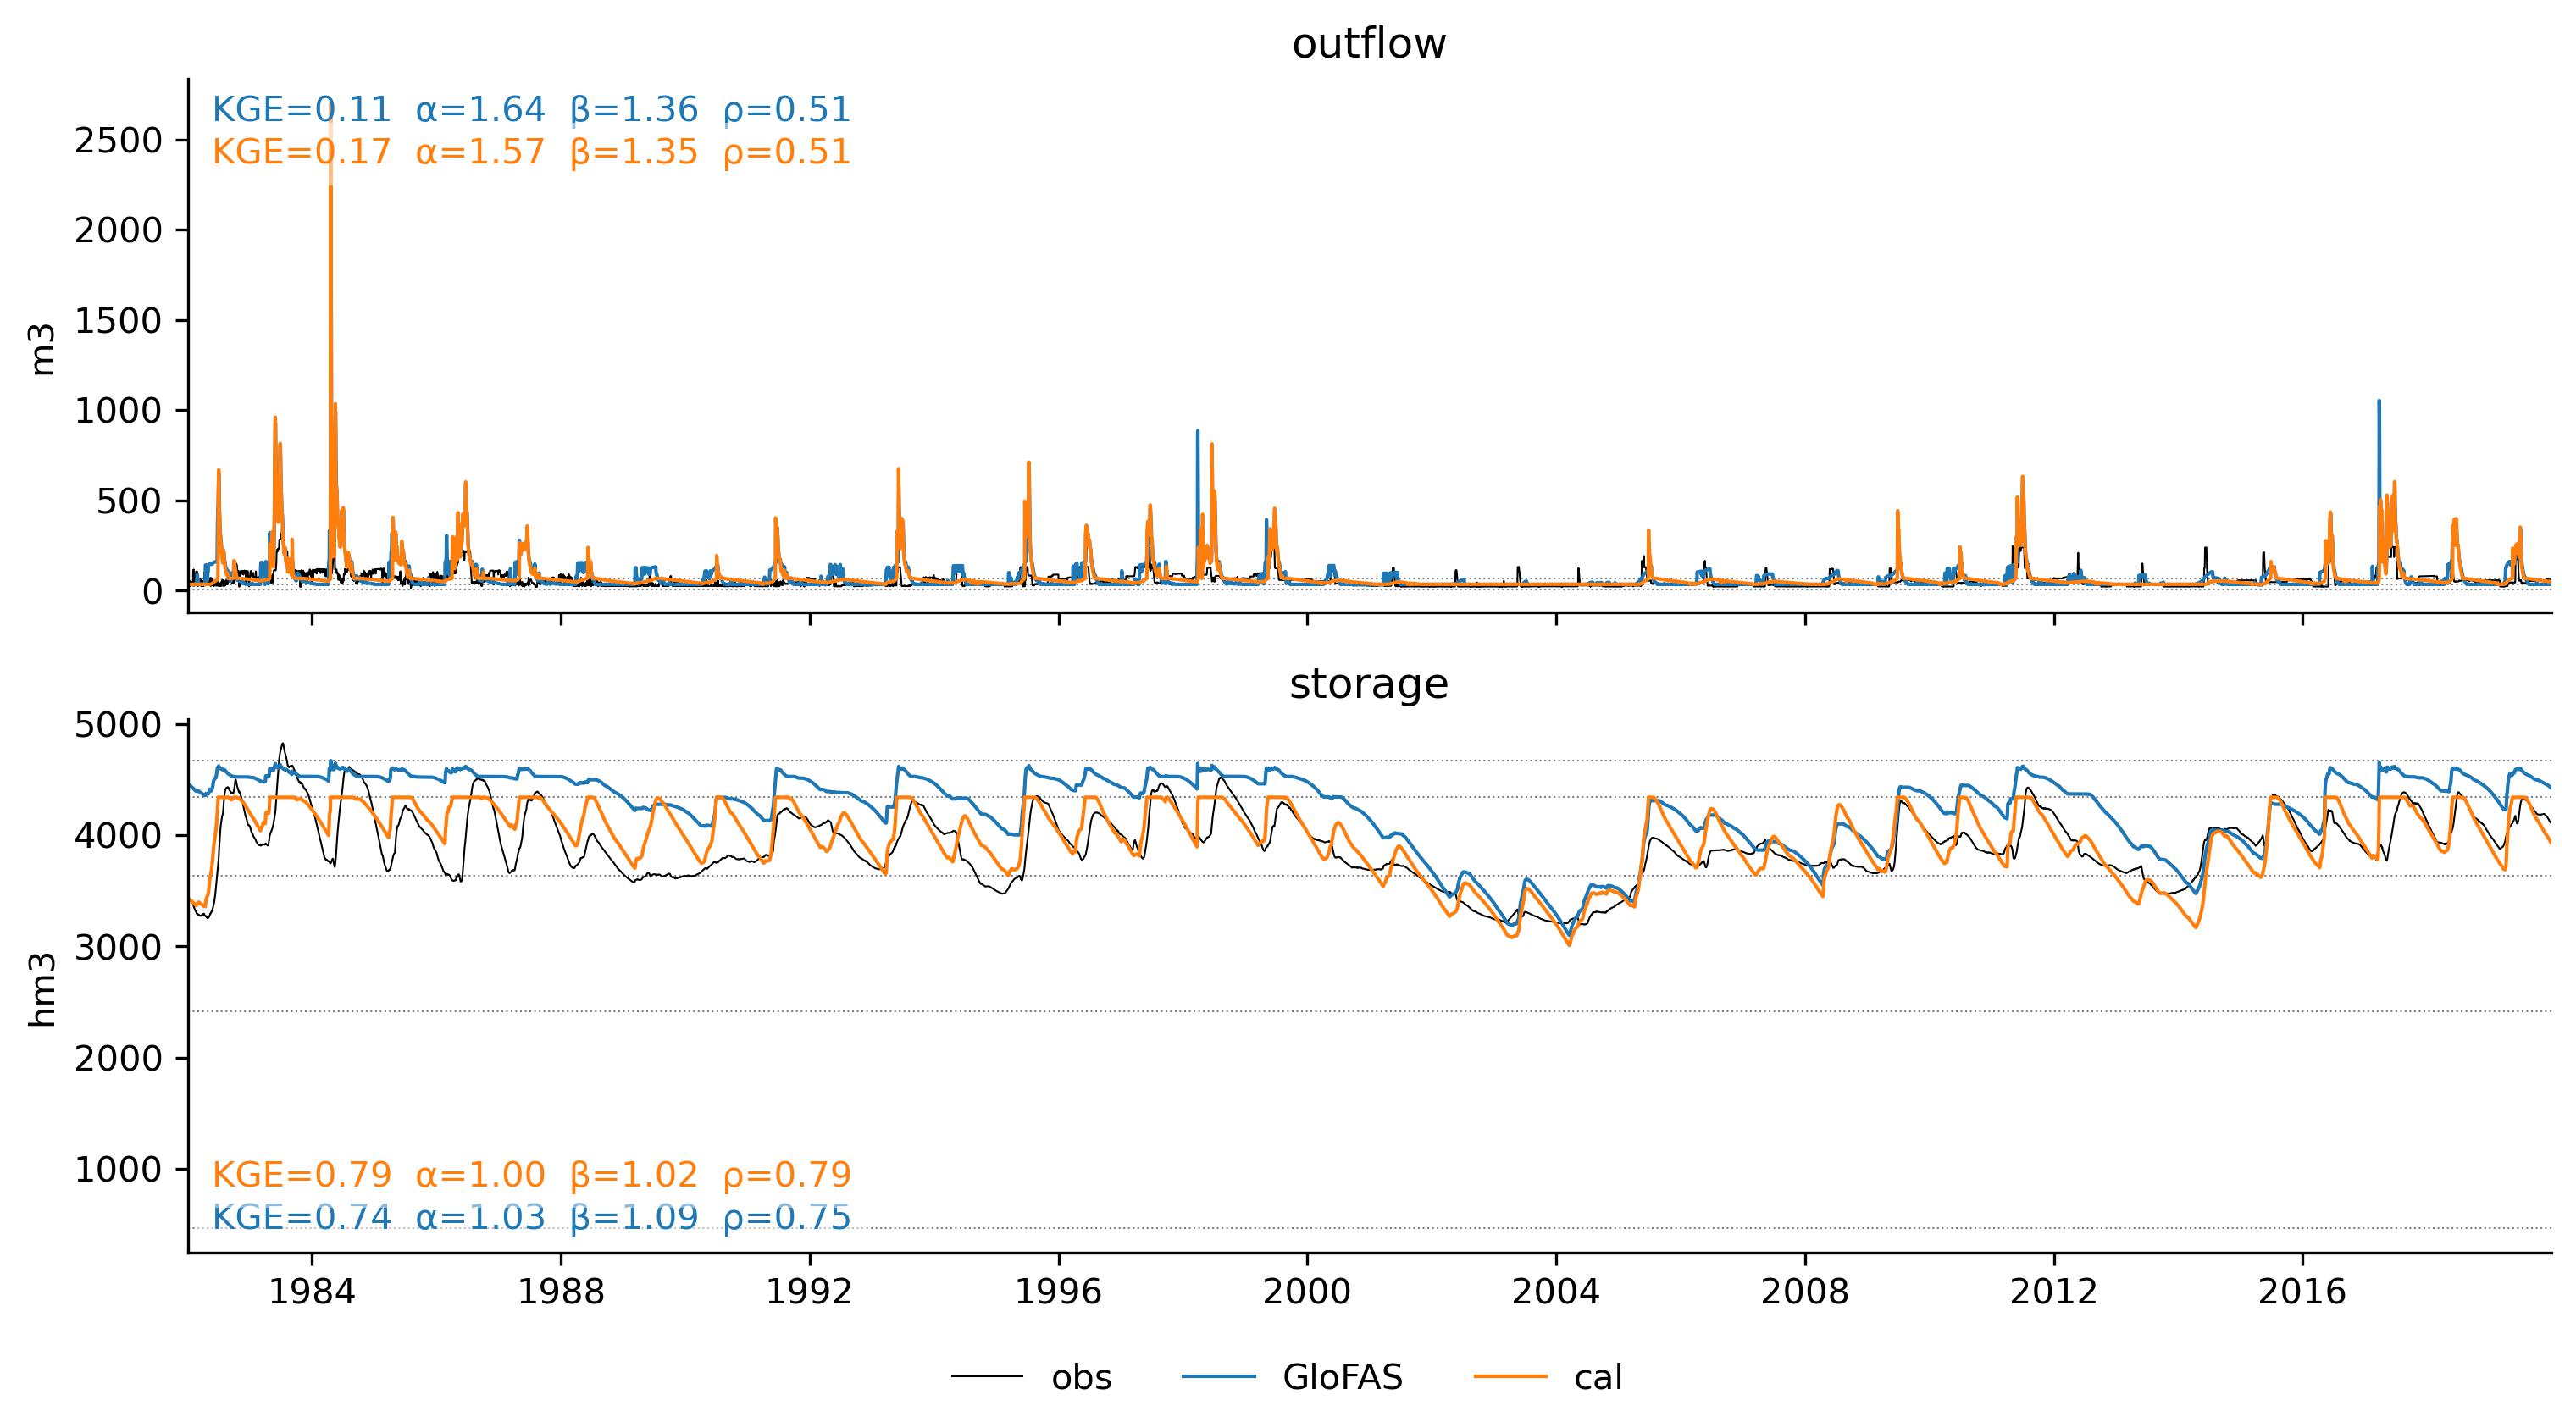 outflow
KGE=0.11 α=1.64 β=1.36 ρ=0.51
KGE=0.17 α=1.57 β=1.35 ρ=0.51
2500
2000
1500
1000
500
0
m3
storage
5000
4000
3000
2000
1000
hm3
KGE=0.79 α=1.00 β=1.02 ρ=0.79
KGE=0.74 α=1.03 β=1.09 ρ=0.75
1984 1988 1992 1996 2000 2004 2008 2012 2016
obs GloFAS cal